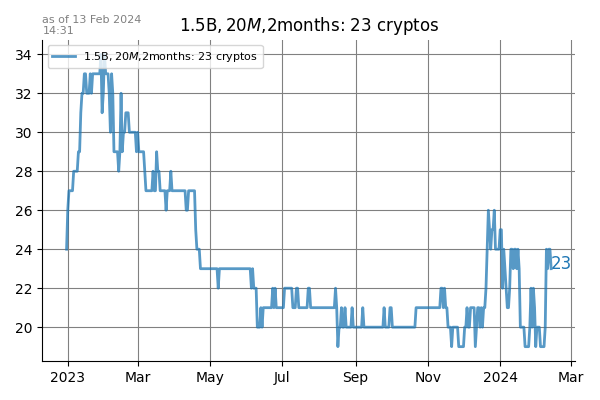 as of 13 Feb 2024
14:31
1.5B, 20M,2months: 23 cryptos
1.5B, 20M,2months: 23 cryptos
34
32
30
28
26
24
22
20
23
2023 Mar May Jul Sep Nov 2024 Mar